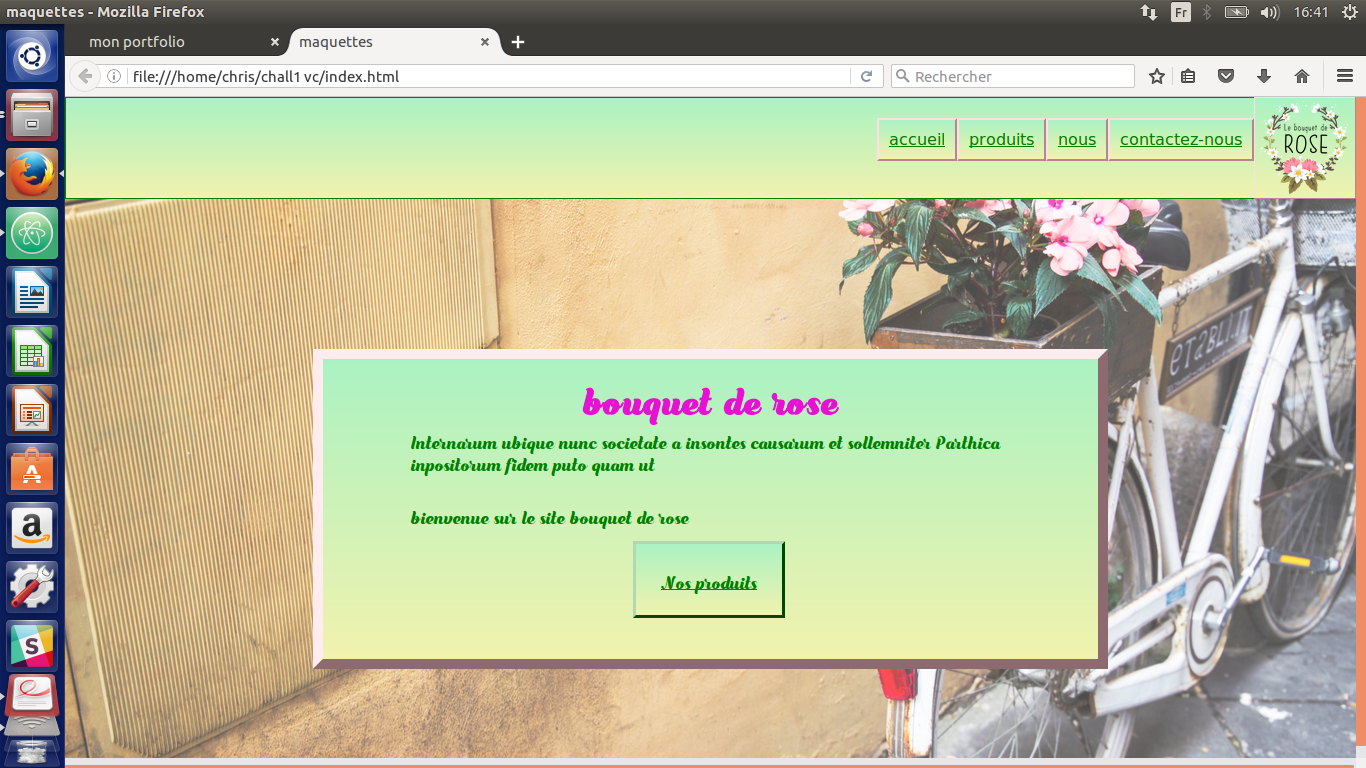 maquettes - Mozilla Firefox
Fr
16:41
mon portfolio
maquettes
file:///home/chris/chall1 vc/index.html
Rechercher
accueil
produits
nous
contactez-nous
Le bouquet de
ROSE
ETABLI
bouquet de rose
Internarum ubique nunc societate a insontes causarum et sollemniter Parthica
inpositorum fidem puto quam ut
bienvenue sur le site bouquet de rose
Nos produits